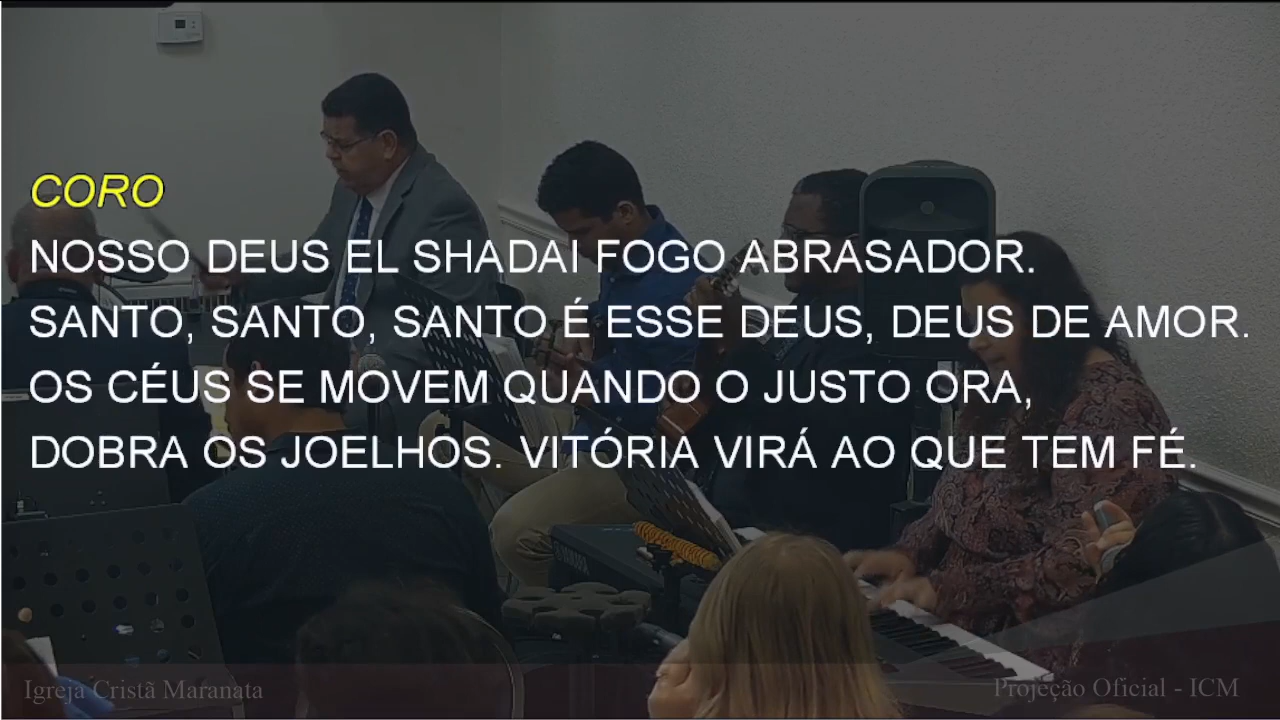 CORO
NOSSO DEUS EL SHADAI FOGO ABRASADOR.
SANTO, SANTO, SANTO É ESSE DEUS, DEUS DE AMOR.
OS CÉUS SE MOVEM QUANDO O JUSTO ORA,
DOBRA OS JOELHOS. VITÓRIA VIRÁ AO QUE TEM FÉ.
Igreja Cristã Maranata
Projeção Oficial - ICM